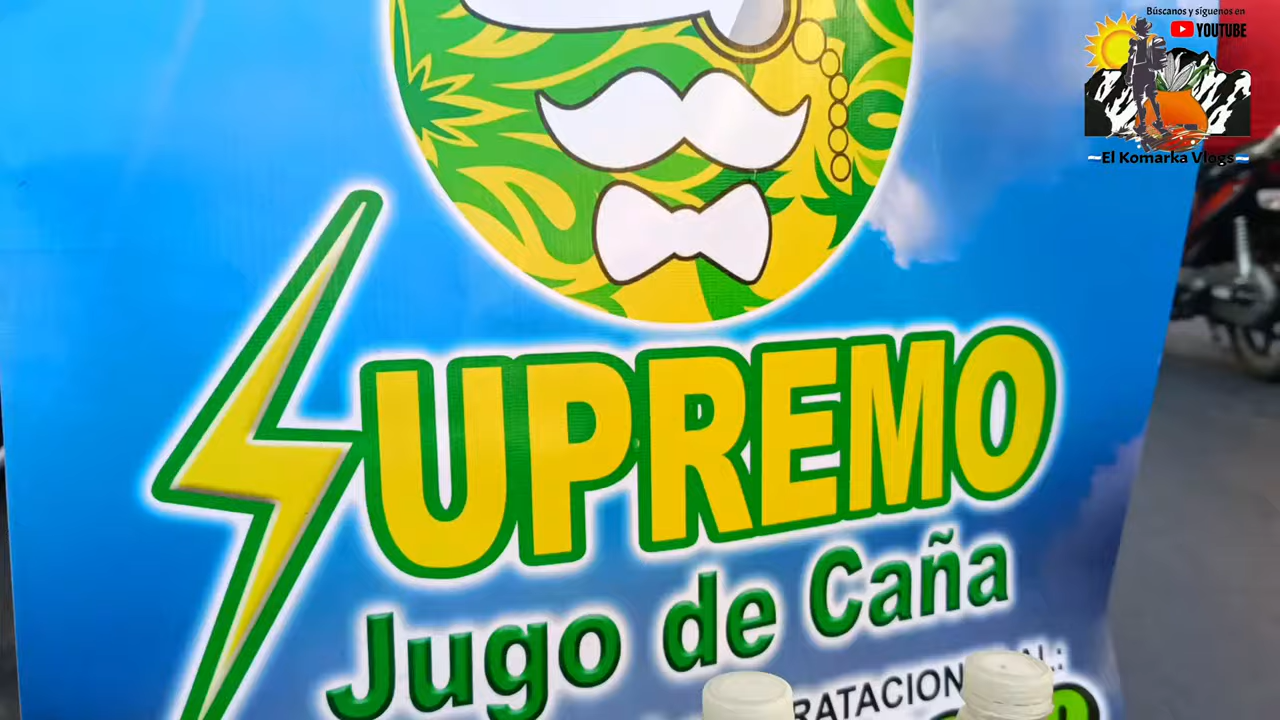 Búscanos y síguenos en
YOUTUBE
El Komarka Vlogs
SUPREMO
Jugo de Caña